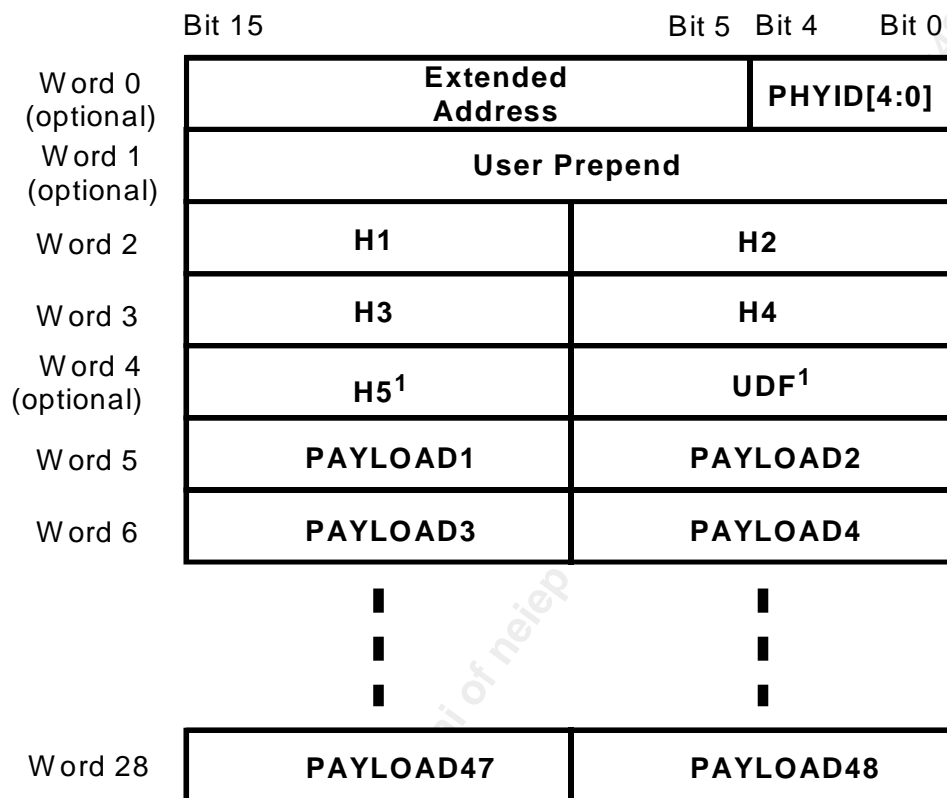 Bit 15 Bit 5 Bit 4 Bit 0
Word 0 (optional) Extended Address PHYID[4:0]
Word 1 (optional) User Prepend
Word 2 H1 H2
Word 3 H3 H4
Word 4 (optional) H5¹ UDF¹
Word 5 PAYLOAD1 PAYLOAD2
Word 6 PAYLOAD3 PAYLOAD4
of neiep
Word 28 PAYLOAD47 PAYLOAD48